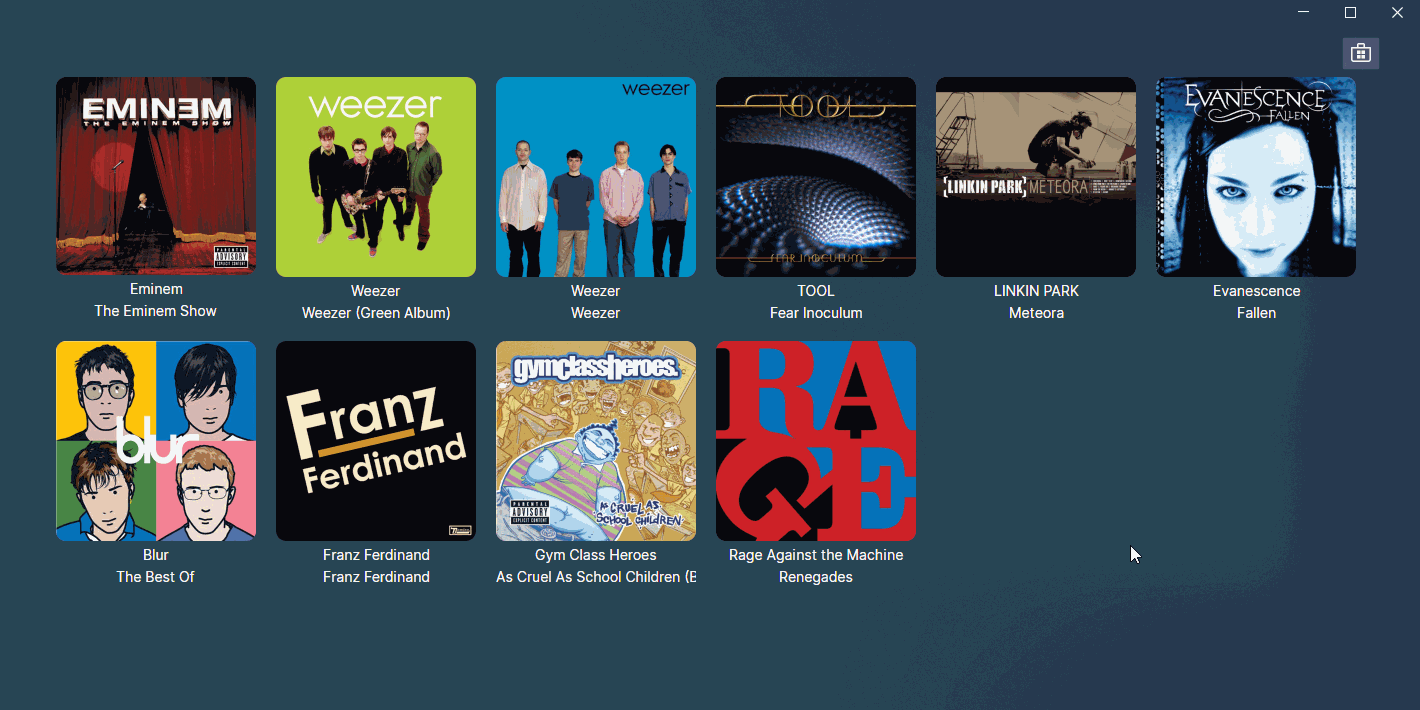 EMINEM
THE EMINEM SHOW
PARENTAL
ADVISORY
EXPLICIT CONTENT
Eminem
The Eminem Show
weezer
Weezer
Weezer (Green Album)
weezer
Weezer
Weezer
TOOL
FEAR INOCULUM
TOOL
Fear Inoculum
[LINKIN PARK] METEORA
LINKIN PARK
Meteora
EVANESCENCE
FALLEN
Evanescence
Fallen
blur
Blur
The Best Of
Franz
Ferdinand
Franz Ferdinand
Franz Ferdinand
gymclassheroes.
PARENTAL
ADVISORY
EXPLICIT CONTENT
AS CRUEL AS
SCHOOL CHILDREN
Gym Class Heroes
As Cruel As School Children (B
RA
GE
Rage Against the Machine
Renegades